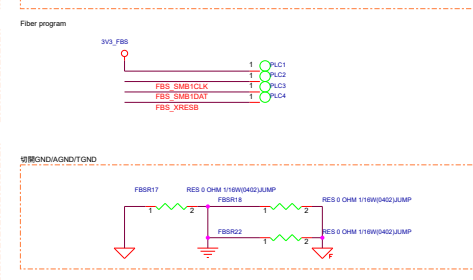 Fiber program
3V3_FBS
1 PLC1
1 PLC2
FBS_SMB1CLK 1 PLC3
FBS_SMB1DAT 1 PLC4
FBS_XRESB
切開GND/AGND/TGND
FBSR17 RES 0 OHM 1/16W(0402)JUMP
1 2
FBSR18 RES 0 OHM 1/16W(0402)JUMP
1 2
FBSR22 RES 0 OHM 1/16W(0402)JUMP
1 2
F